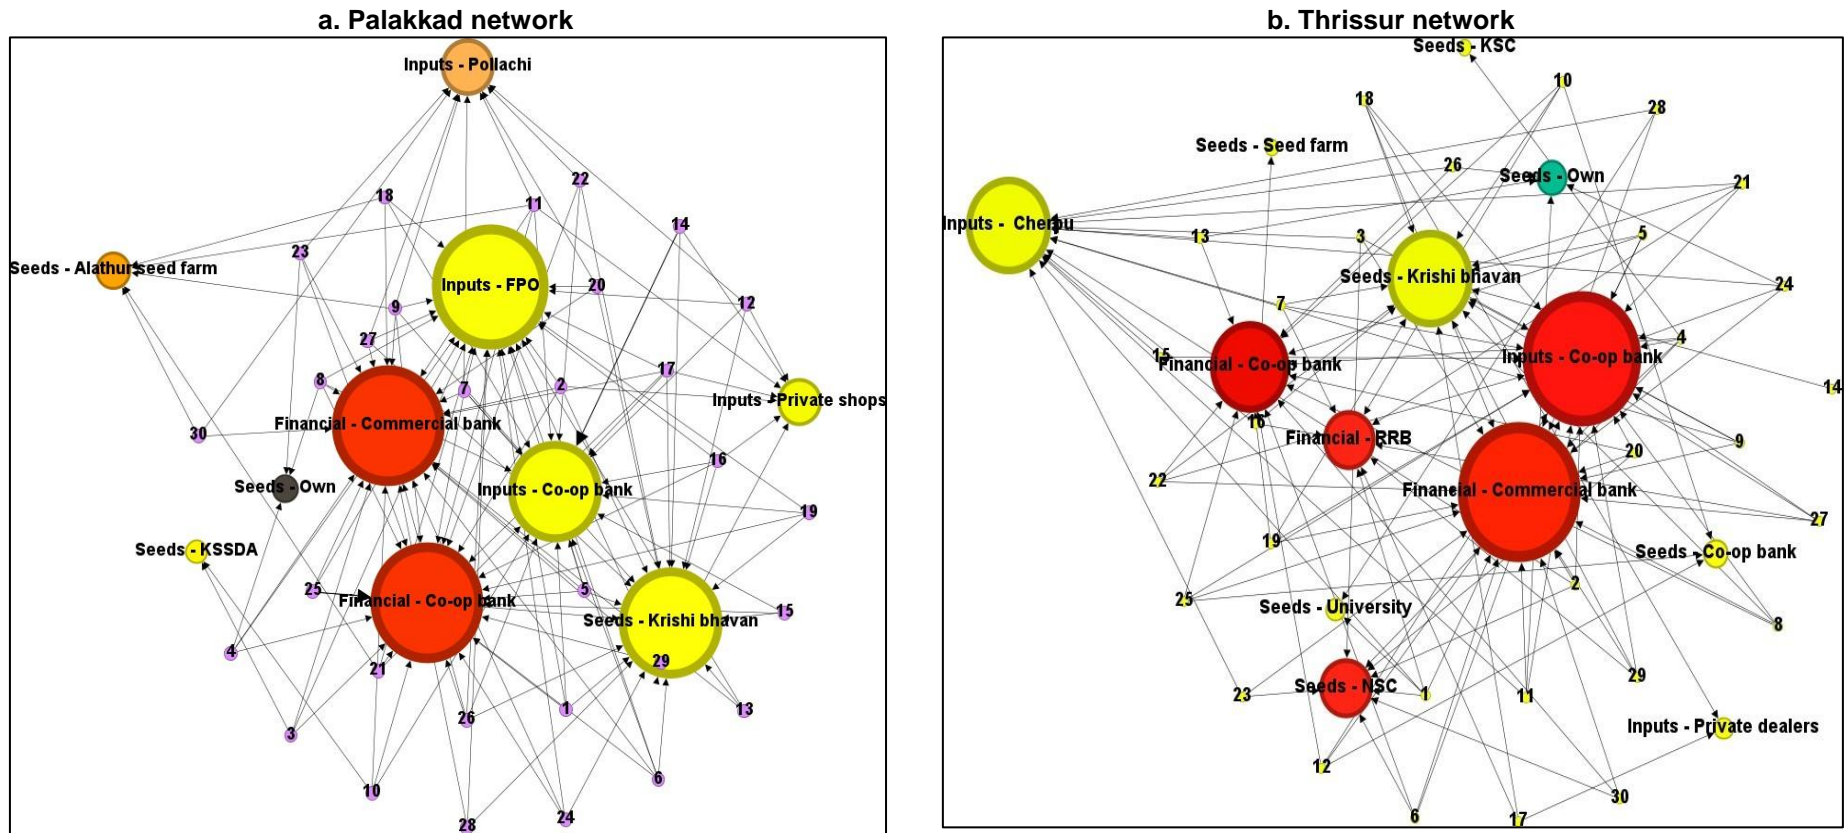 a. Palakkad network
Inputs - Pollachi
22
18
11
14
23
Seeds - Alathur seed farm
Inputs - FPO
20
12
9
27
17
8
7
2
Inputs - Private shops
Financial - Commercial bank
30
16
Seeds - Own
Inputs - Co-op bank
19
Seeds - KSSDA
25
5
Financial - Co-op bank
15
Seeds - Krishi bhavan
4
29
21
1
13
26
3
6
10
24
28
b. Thrissur network
Seeds - KSC
10
18
28
Seeds - Seed farm
26
Seeds - Own
21
Inputs - Cherpu
13
3
5
Seeds - Krishi bhavan
24
7
4
15
Inputs - Co-op bank
Financial - Co-op bank
14
16
Financial - RRB
9
20
22
Financial - Commercial bank
27
19
Seeds - Co-op bank
2
25
Seeds - University
8
29
Seeds - NSC
23
1
11
Inputs - Private dealers
12
30
6
17